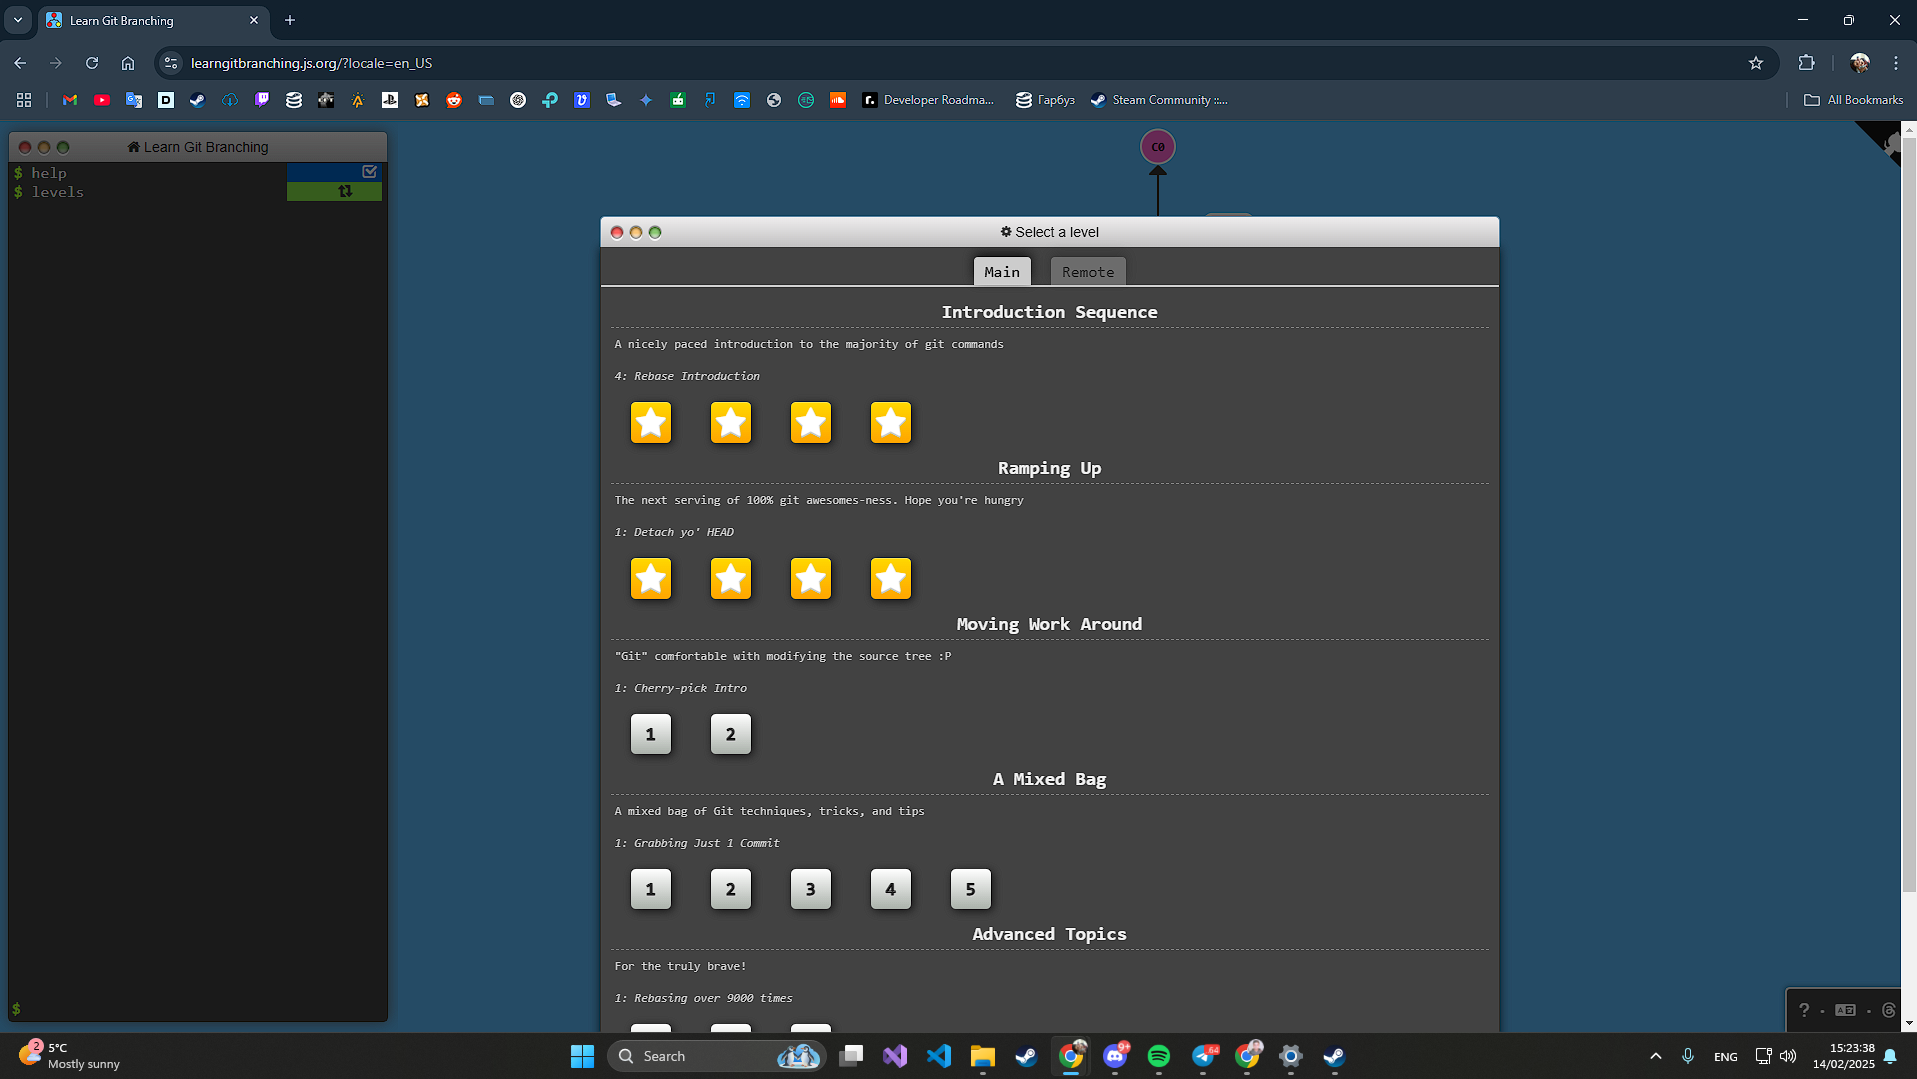 Learn Git Branching
learngitbranching.js.org/?locale=en_US
Developer Roadma...
Гарбуз
Steam Community ::...
All Bookmarks
Learn Git Branching
$ help
$ levels
$
C0
Select a level
Main
Remote
Introduction Sequence
A nicely paced introduction to the majority of git commands
4: Rebase Introduction
Ramping Up
The next serving of 100% git awesomes-ness. Hope you're hungry
1: Detach yo' HEAD
Moving Work Around
"Git" comfortable with modifying the source tree :P
1: Cherry-pick Intro
1 2
A Mixed Bag
A mixed bag of Git techniques, tricks, and tips
1: Grabbing Just 1 Commit
1 2 3 4 5
Advanced Topics
For the truly brave!
1: Rebasing over 9000 times
?
2
5°C
Mostly sunny
Search
9+
64
ENG
15:23:38
14/02/2025